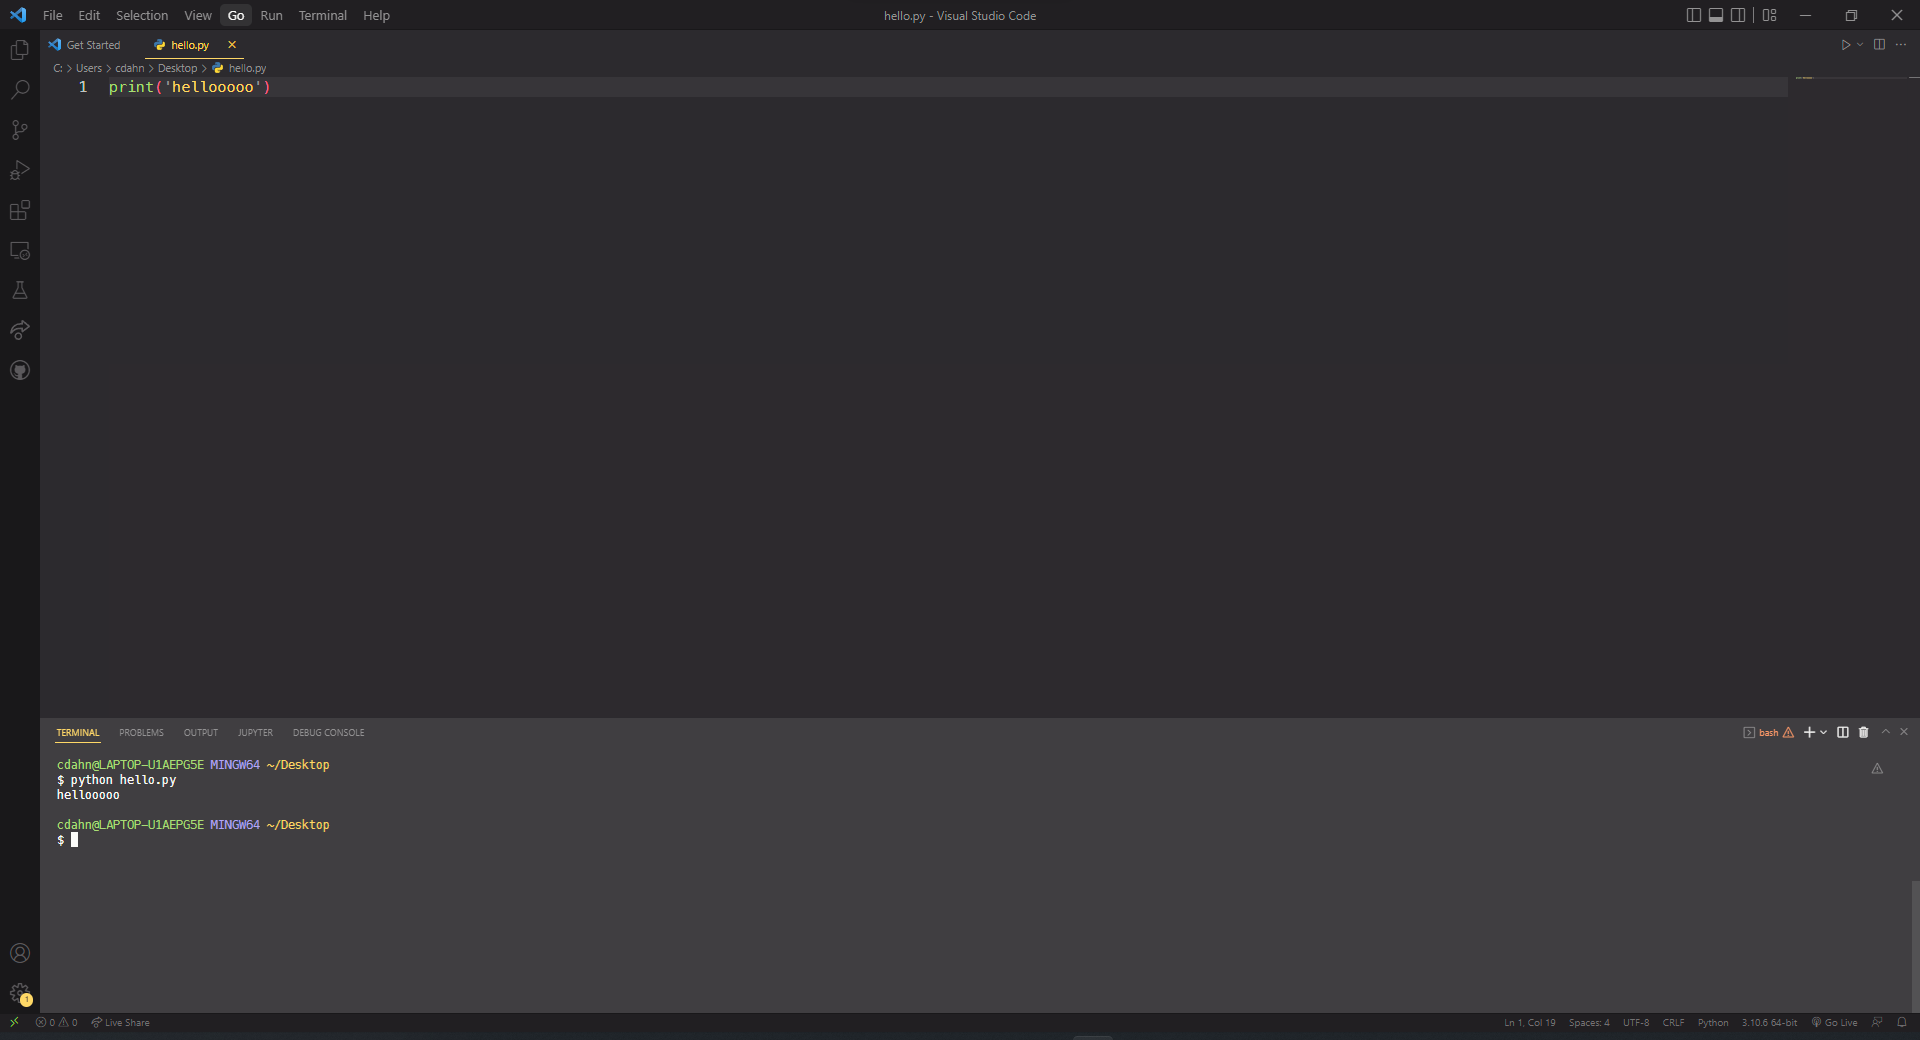 File Edit Selection View Go Run Terminal Help hello.py - Visual Studio Code
Get Started hello.py
C: > Users > cdahn > Desktop > hello.py
1 print('hellooooo')
TERMINAL PROBLEMS OUTPUT JUPYTER DEBUG CONSOLE bash
cdahn@LAPTOP-U1AEPG5E MINGW64 ~/Desktop
$ python hello.py
hellooooo
cdahn@LAPTOP-U1AEPG5E MINGW64 ~/Desktop
$
1
0 0 Live Share Ln 1, Col 19 Spaces: 4 UTF-8 CRLF Python 3.10.6 64-bit Go Live